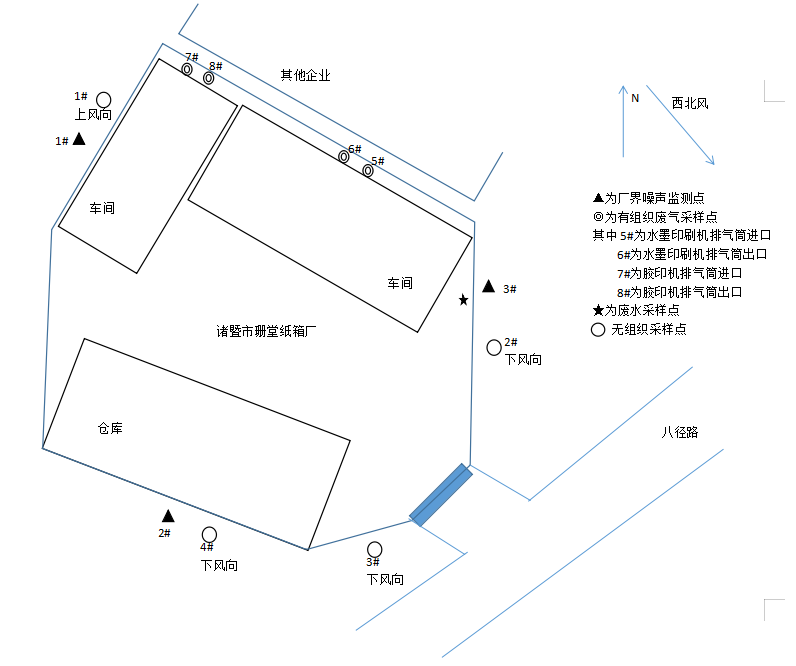 7#
8#
其他企业
1#
上风向
1#
6#
5#
N
西北风
车间
▲为厂界噪声监测点
◎为有组织废气采样点
其中 5#为水墨印刷机排气筒进口
6#为水墨印刷机排气筒出口
7#为胶印机排气筒进口
8#为胶印机排气筒出口
★为废水采样点
○ 无组织采样点
车间
3#
诸暨市珊堂纸箱厂
2#
下风向
仓库
八径路
2#
4#
下风向
3#
下风向